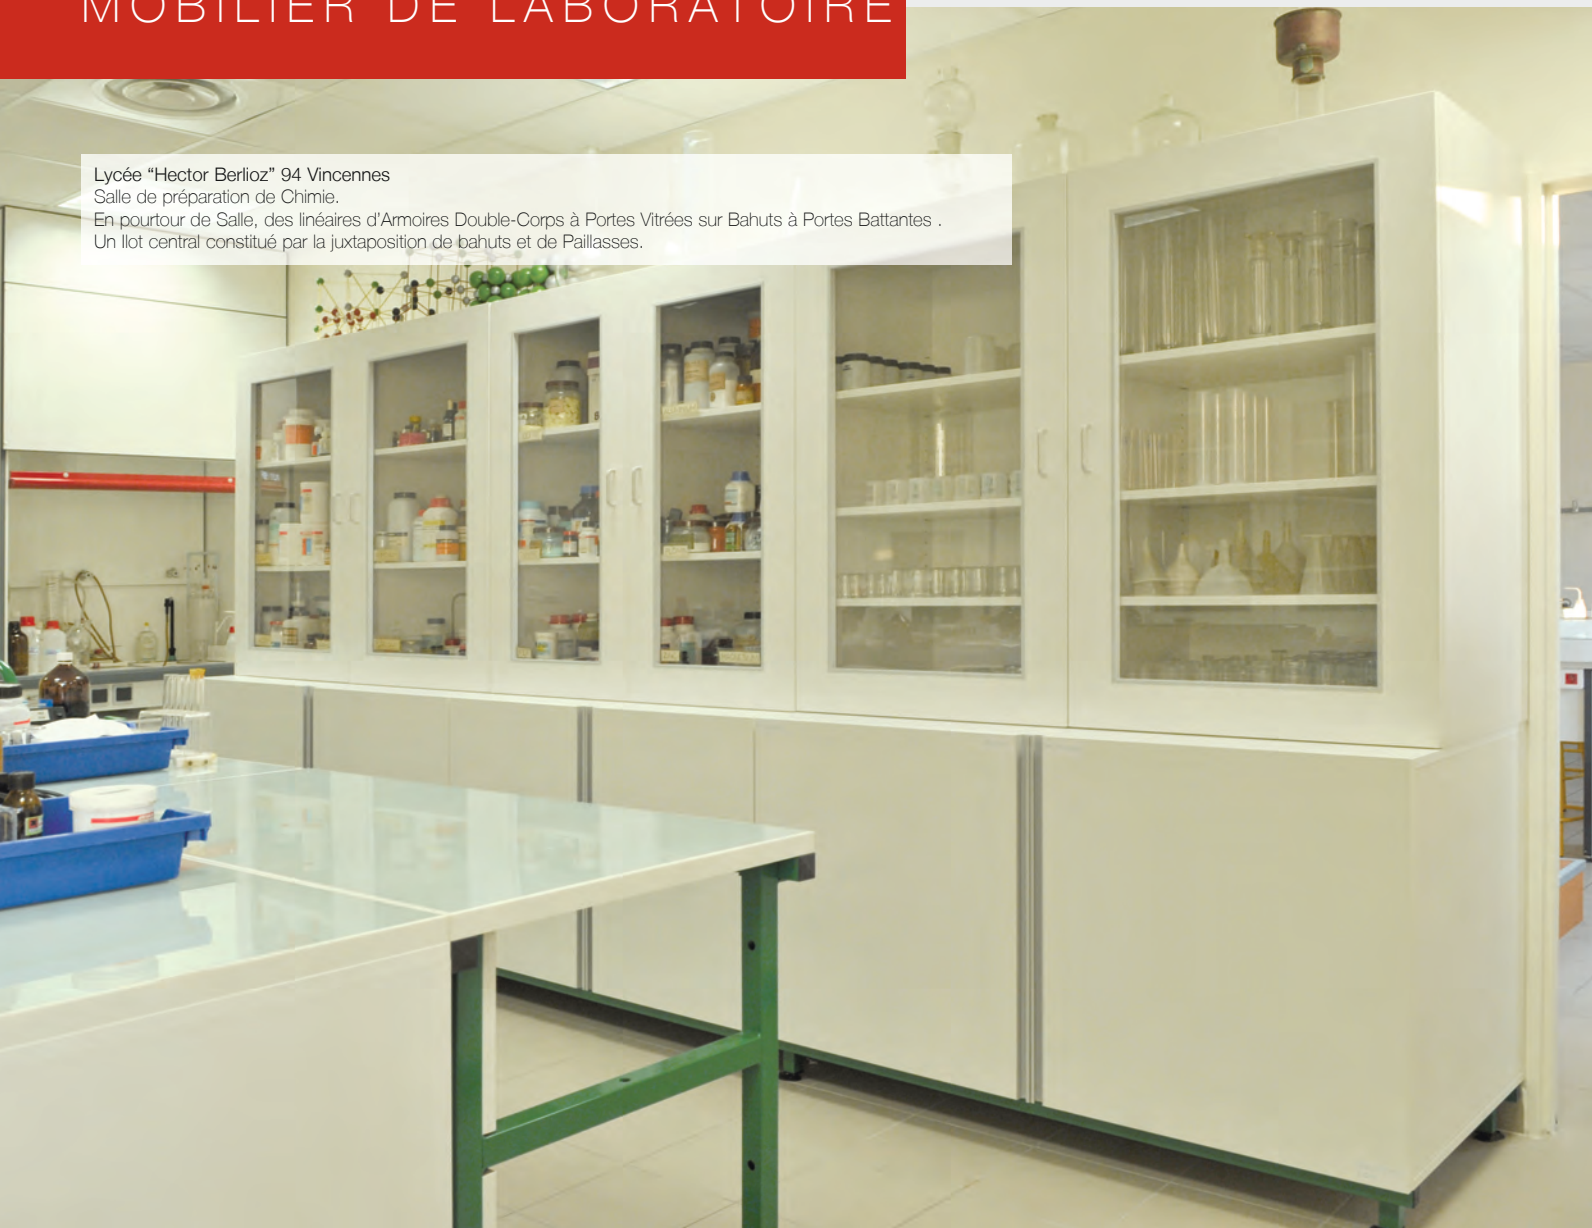 MOBILIER DE LABORATOIRE
Lycée “Hector Berlioz” 94 Vincennes
Salle de préparation de Chimie.
En pourtour de Salle, des linéaires d’Armoires Double-Corps à Portes Vitrées sur Bahuts à Portes Battantes .
Un Ilot central constitué par la juxtaposition de bahuts et de Paillasses.